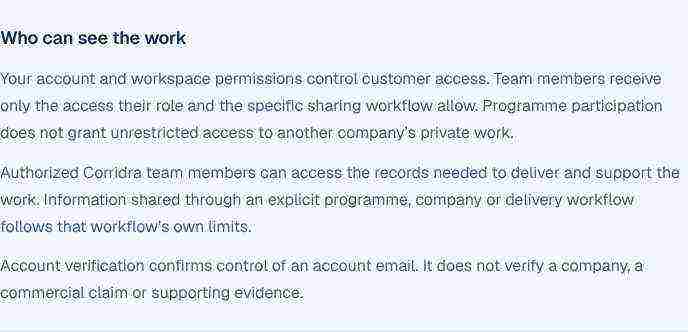 Who can see the work
Your account and workspace permissions control customer access. Team members receive
only the access their role and the specific sharing workflow allow. Programme participation
does not grant unrestricted access to another company's private work.
Authorized Corridra team members can access the records needed to deliver and support the
work. Information shared through an explicit programme, company or delivery workflow
follows that workflow's own limits.
Account verification confirms control of an account email. It does not verify a company, a
commercial claim or supporting evidence.